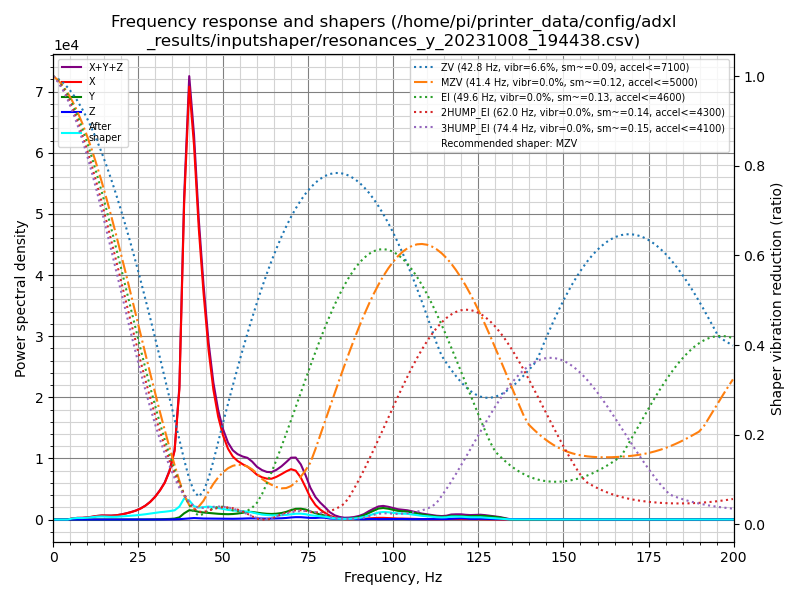 Frequency response and shapers (/home/pi/printer_data/config/adxl
_results/inputshaper/resonances_y_20231008_194438.csv)
1e4
X+Y+Z
X
Y
Z
After
shaper
ZV (42.8 Hz, vibr=6.6%, sm~=0.09, accel<=7100)
MZV (41.4 Hz, vibr=0.0%, sm~=0.12, accel<=5000)
EI (49.6 Hz, vibr=0.0%, sm~=0.13, accel<=4600)
2HUMP_EI (62.0 Hz, vibr=0.0%, sm~=0.14, accel<=4300)
3HUMP_EI (74.4 Hz, vibr=0.0%, sm~=0.15, accel<=4100)
Recommended shaper: MZV
7
6
5
4
3
2
1
0
Power spectral density
1.0
0.8
0.6
0.4
0.2
0.0
Shaper vibration reduction (ratio)
0 25 50 75 100 125 150 175 200
Frequency, Hz